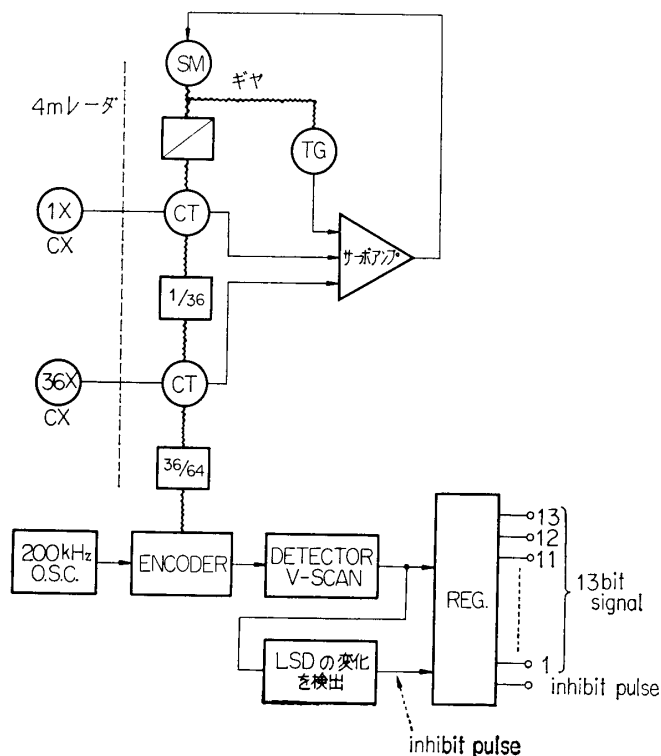 SM
ギヤ
4mレーダ
TG
1X
CX
CT
サーボアンプ
1/36
36X
CX
CT
36/64
200kHz
O.S.C.
ENCODER
DETECTOR
V-SCAN
REG.
13
12
11
1
13bit
signal
inhibit pulse
LSDの変化
を検出
inhibit pulse